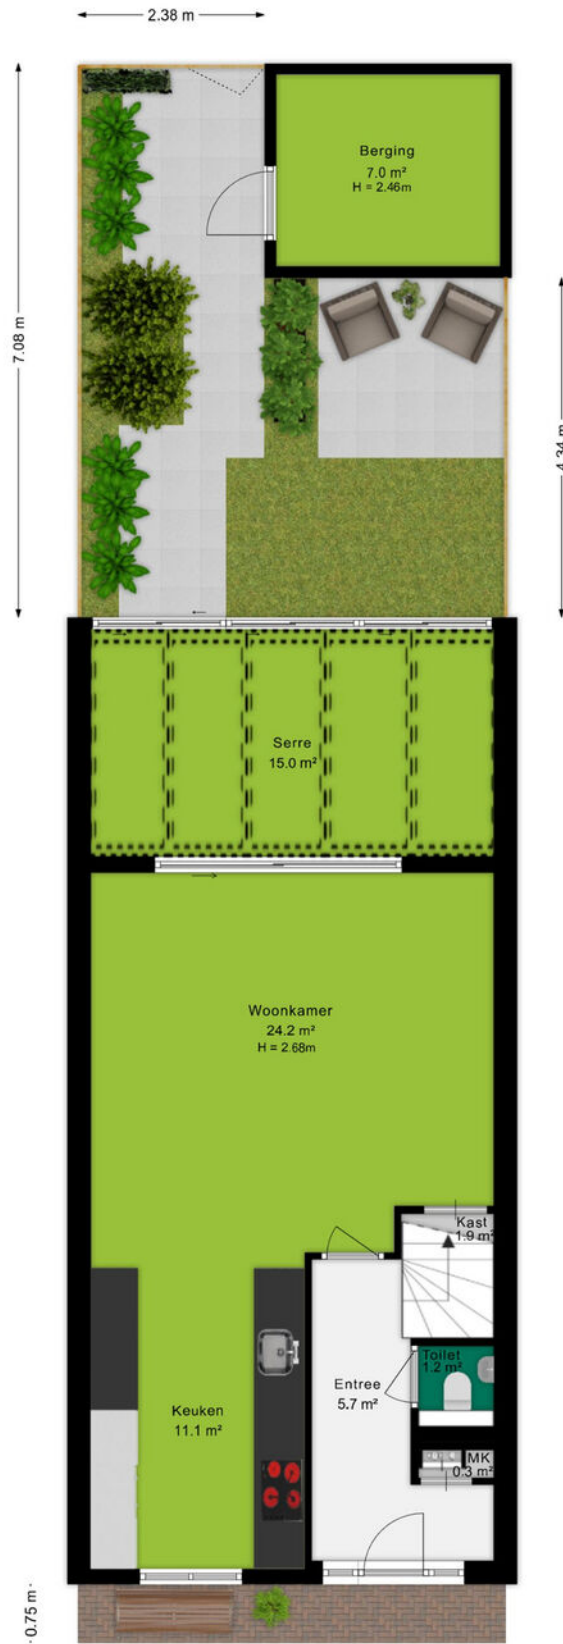 2.38 m
Berging
7.0 m²
H = 2.46m
7.08 m
4.34 m
Serre
15.0 m²
Woonkamer
24.2 m²
H = 2.68m
Kast
1.9 m²
Toilet
1.2 m²
Entree
5.7 m²
Keuken
11.1 m²
MK
0.3 m²
0.75 m